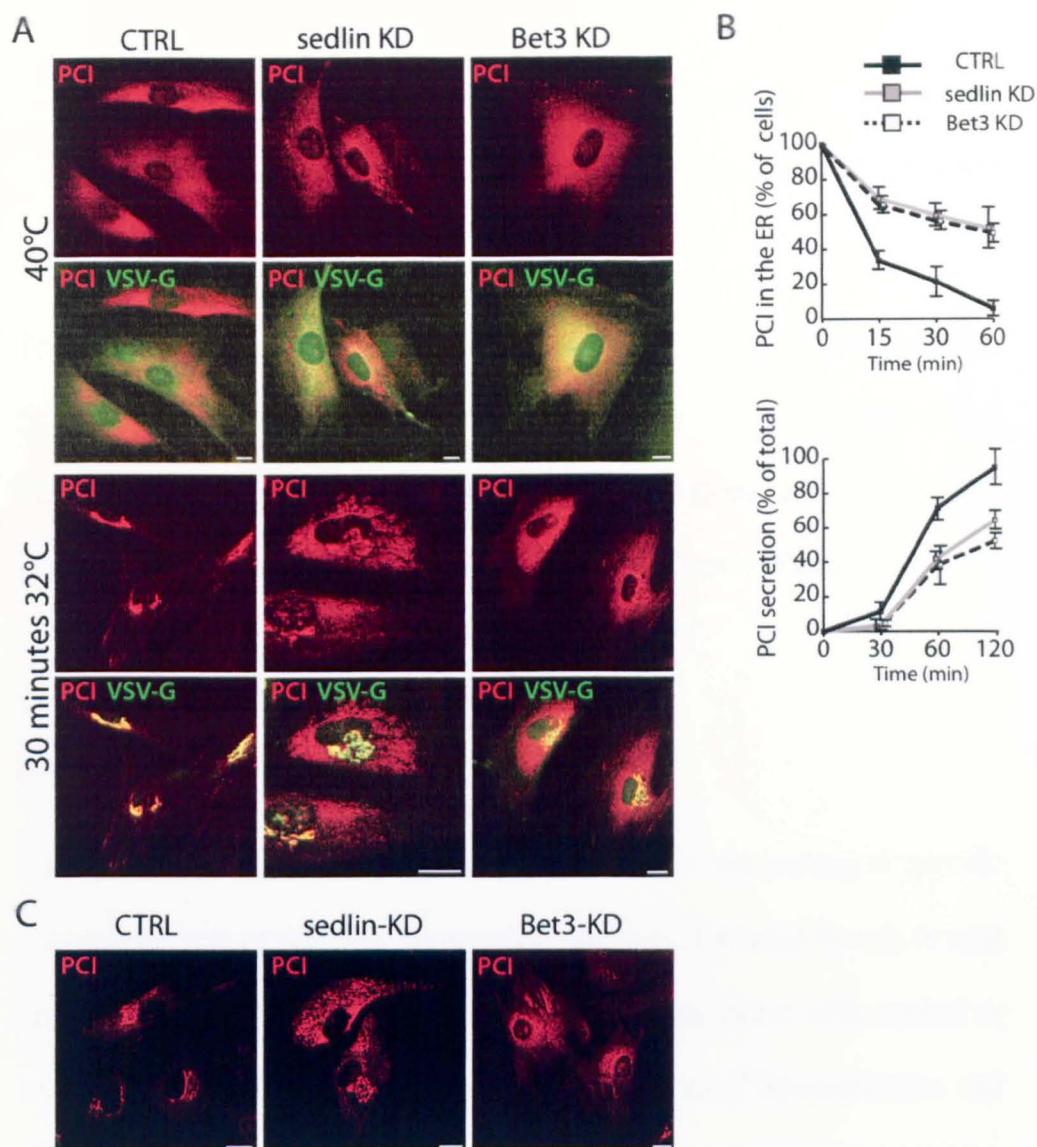 A
CTRL
sedlin KD
Bet3 KD
40°C
PCI
PCI
PCI
PCI VSV-G
PCI VSV-G
PCI VSV-G
30 minutes 32°C
PCI
PCI
PCI
PCI VSV-G
PCI VSV-G
PCI VSV-G
B
CTRL
sedlin KD
Bet3 KD
PCI in the ER (% of cells)
100
80
60
40
20
0
0 15 30 60
Time (min)
PCI secretion (% of total)
100
80
60
40
20
0
0 30 60 120
Time (min)
C
CTRL
sedlin-KD
Bet3-KD
PCI
PCI
PCI